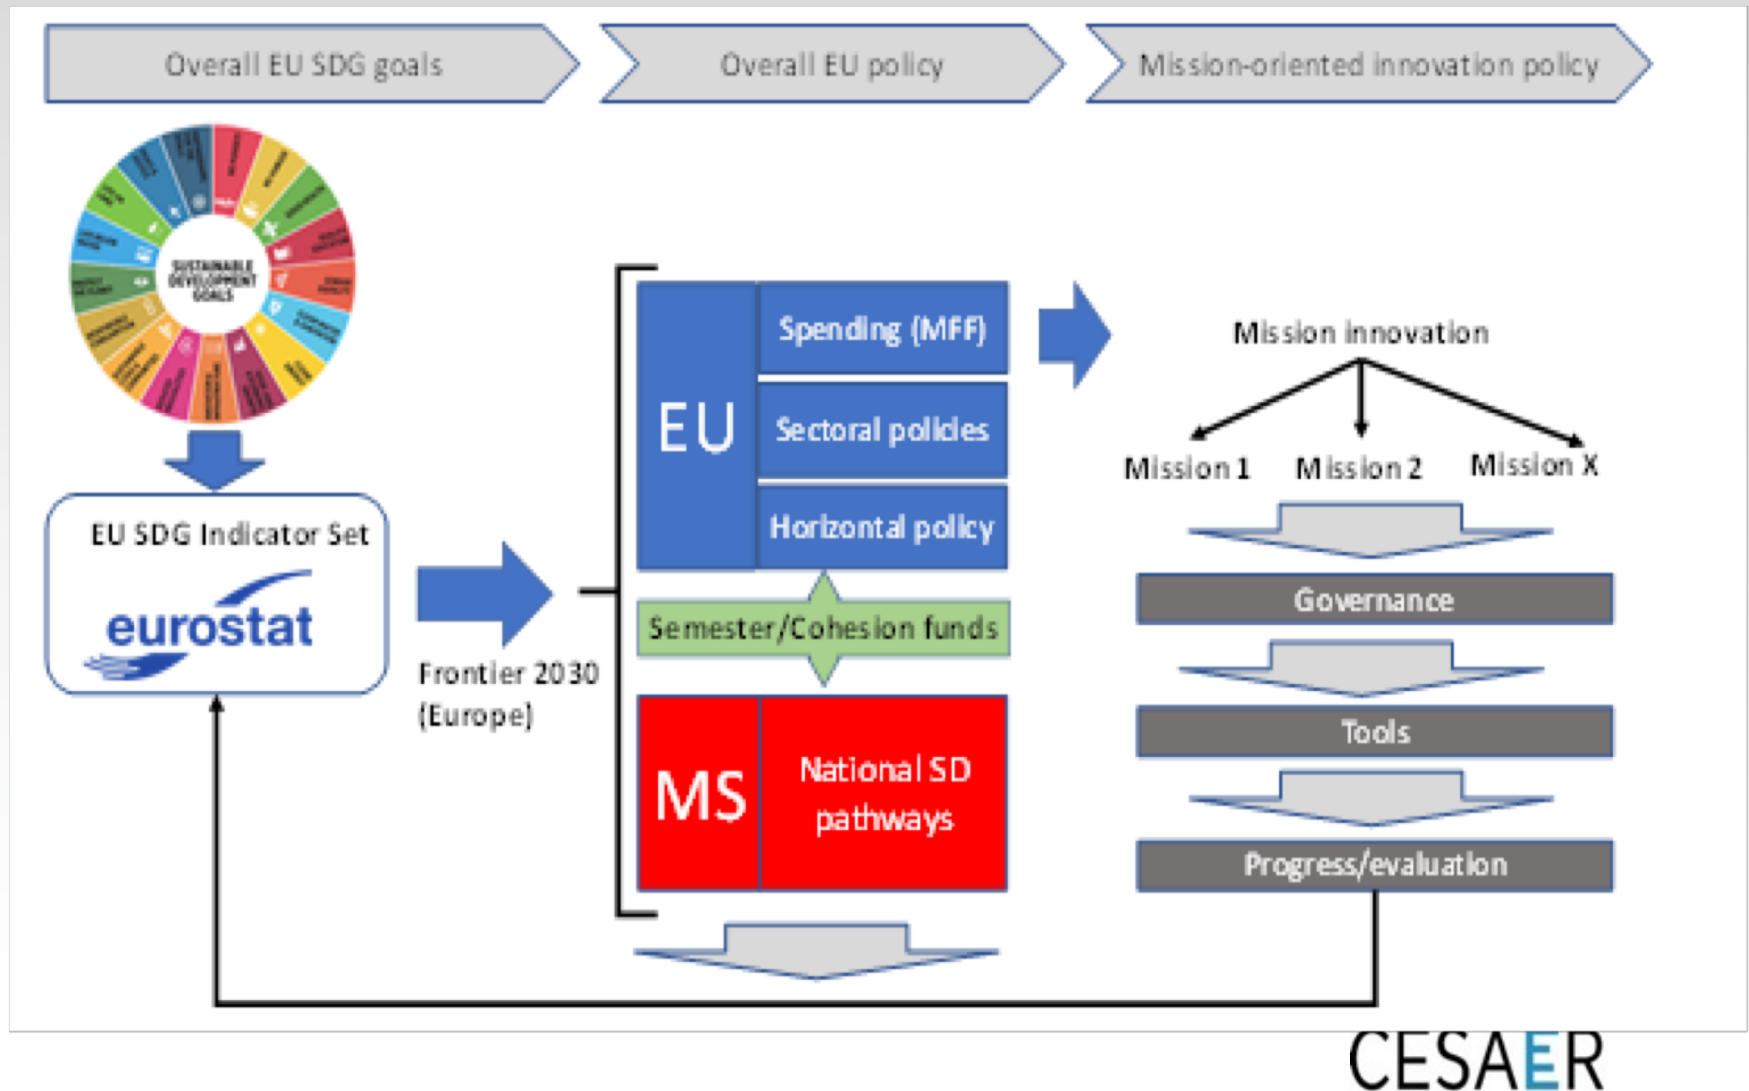 Overall EU SDG goals
Overall EU policy
Mission-oriented innovation policy
SUSTAINABLE
DEVELOPMENT
GOALS
EU SDG Indicator Set
eurostat
Frontier 2030
(Europe)
EU
Spending (MFF)
Sectoral policies
Horizontal policy
Semester/Cohesion funds
MS
National SD
pathways
Mission innovation
Mission 1
Mission 2
Mission X
Governance
Tools
Progress/evaluation
CESAER